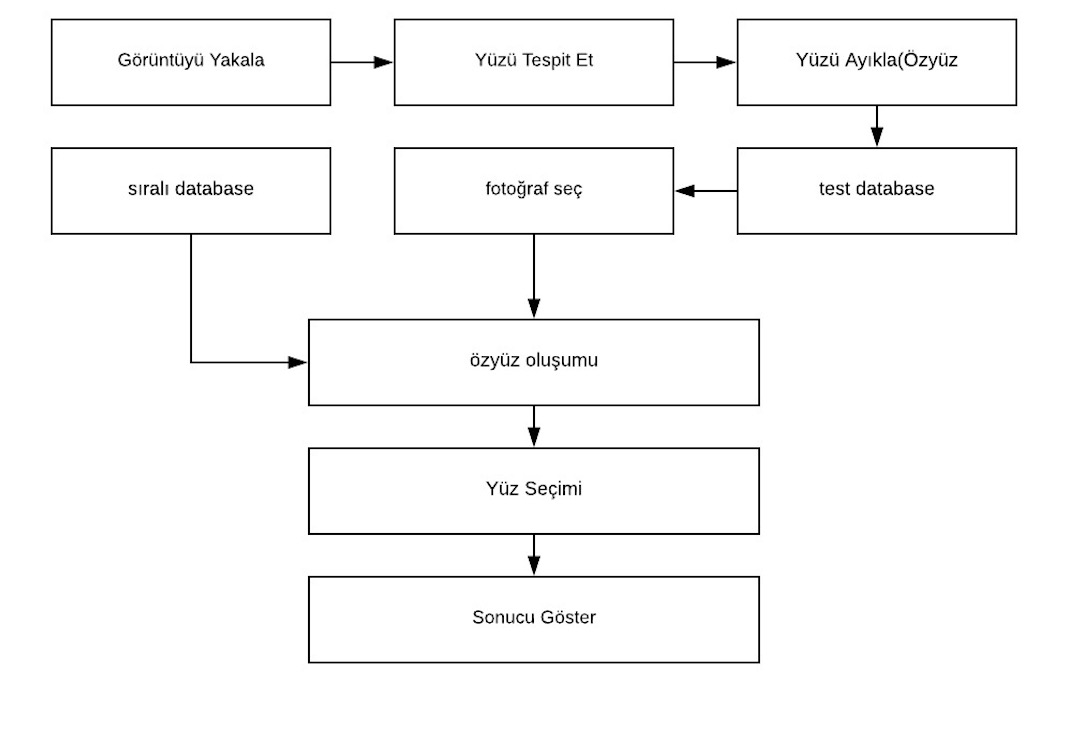 Görüntüyü Yakala
Yüzü Tespit Et
Yüzü Ayıkla(Özyüz
sıralı database
fotoğraf seç
test database
özyüz oluşumu
Yüz Seçimi
Sonucu Göster